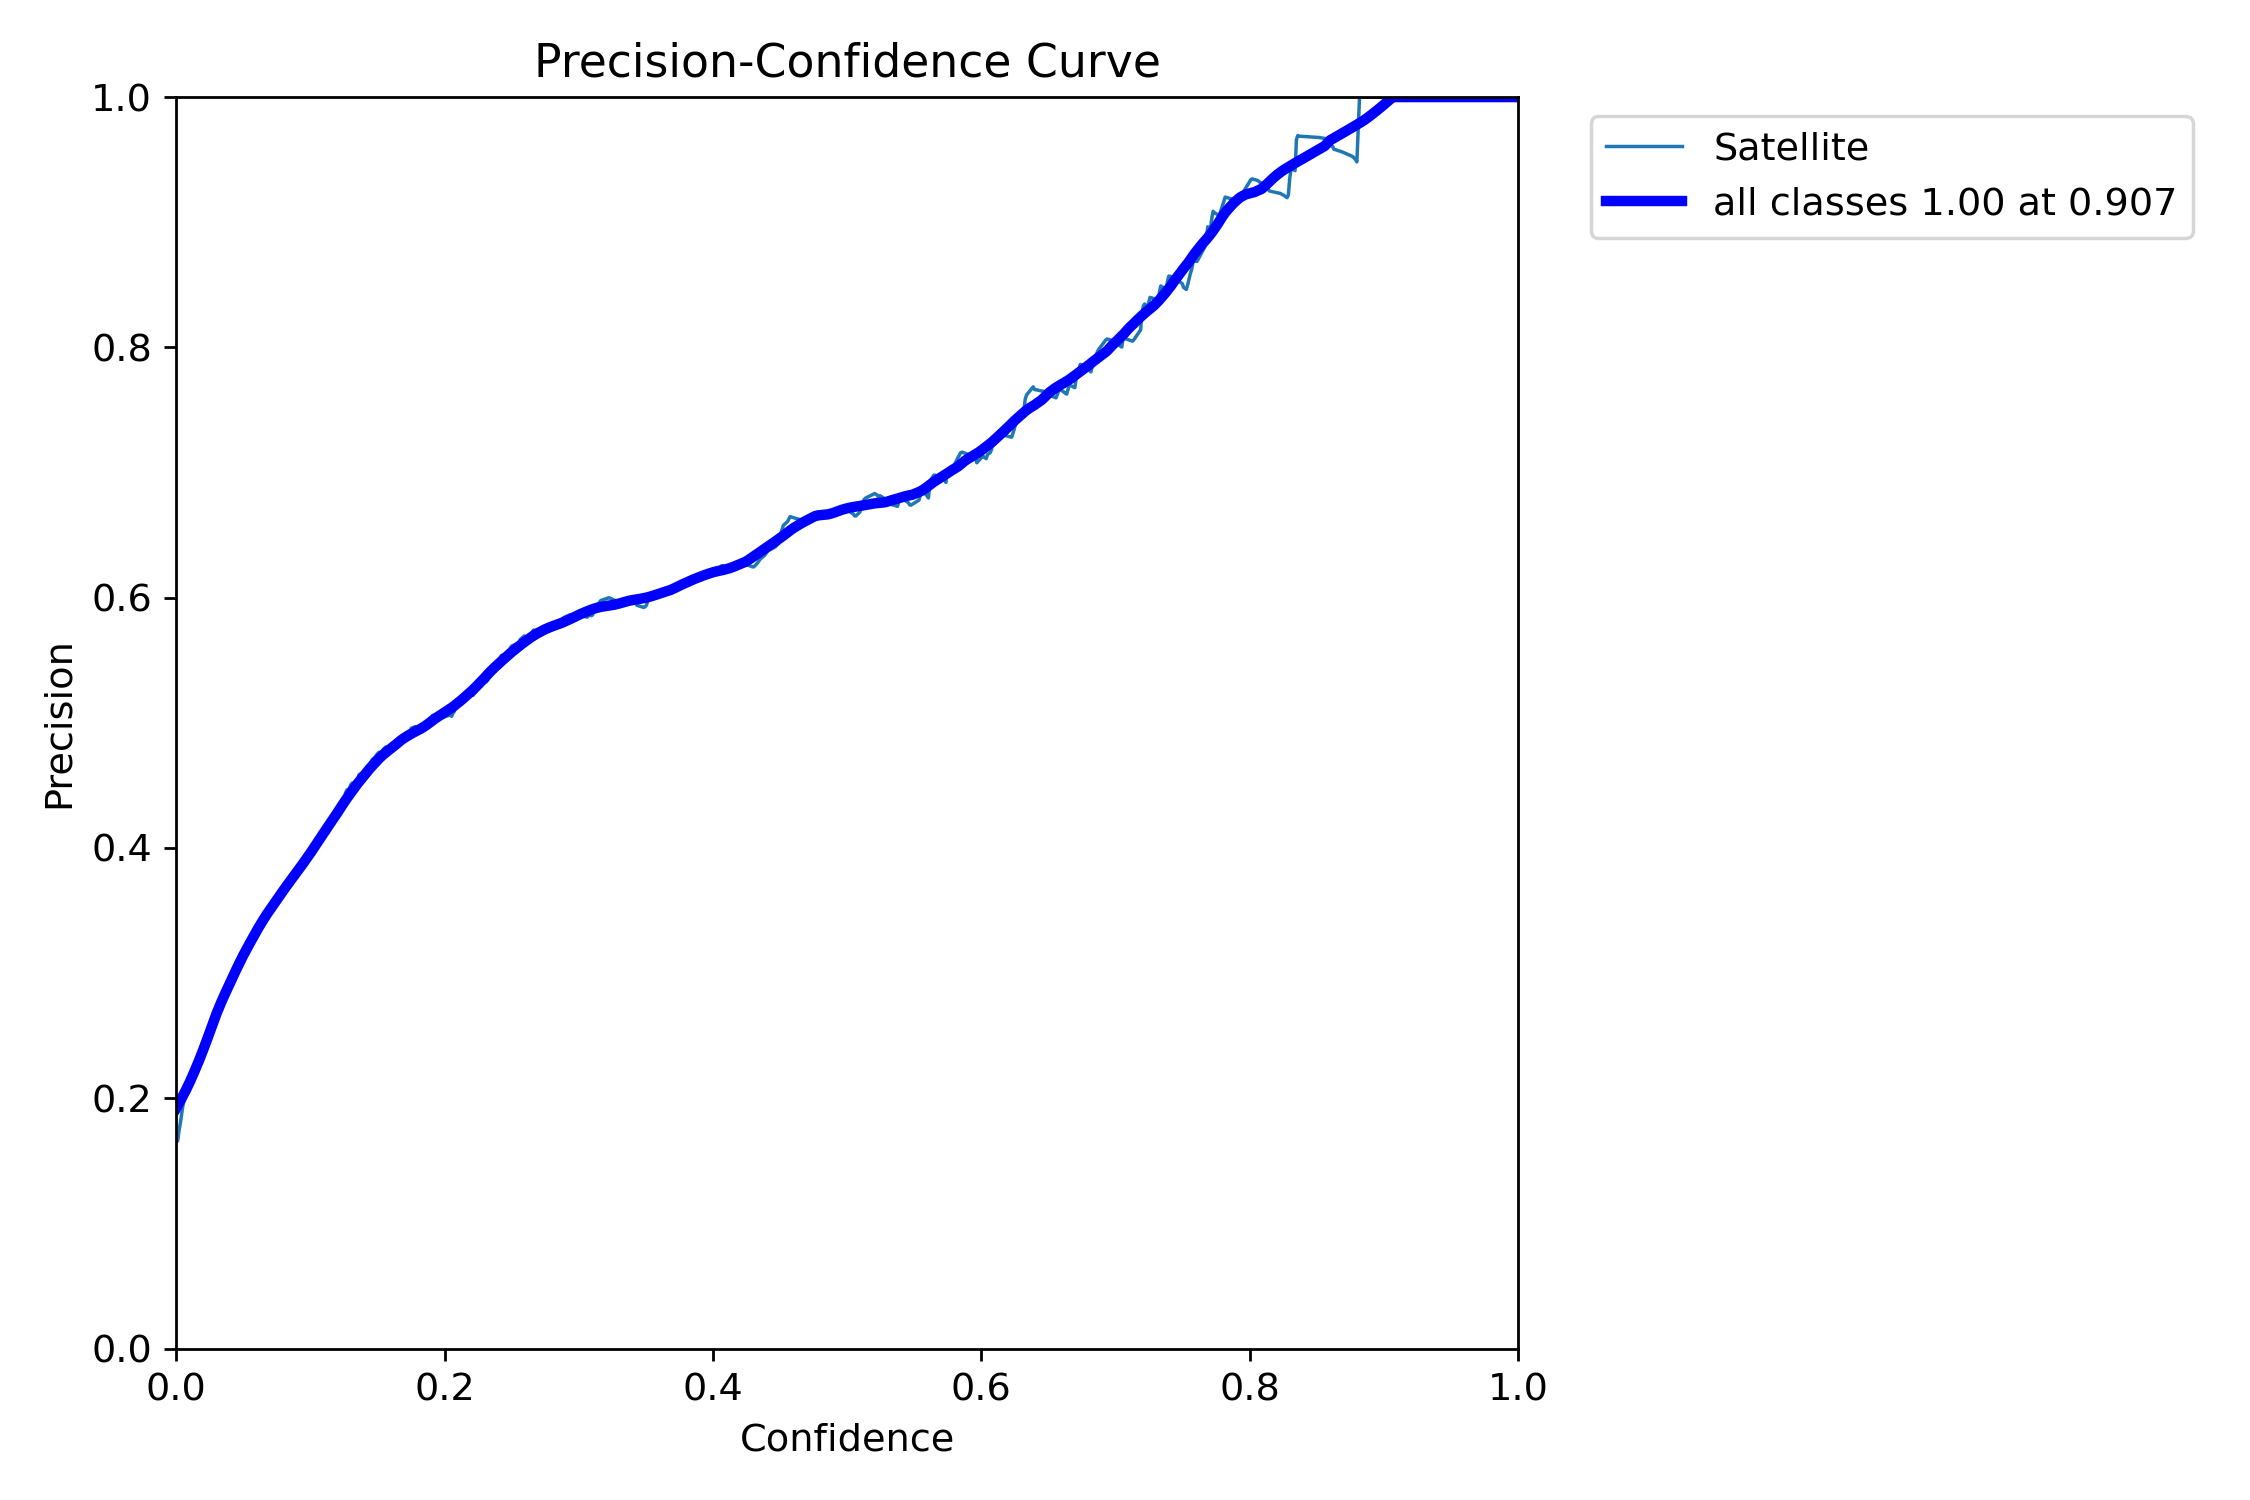 Precision-Confidence Curve
Satellite
all classes 1.00 at 0.907
Precision
1.0
0.8
0.6
0.4
0.2
0.0
0.0 0.2 0.4 0.6 0.8 1.0
Confidence